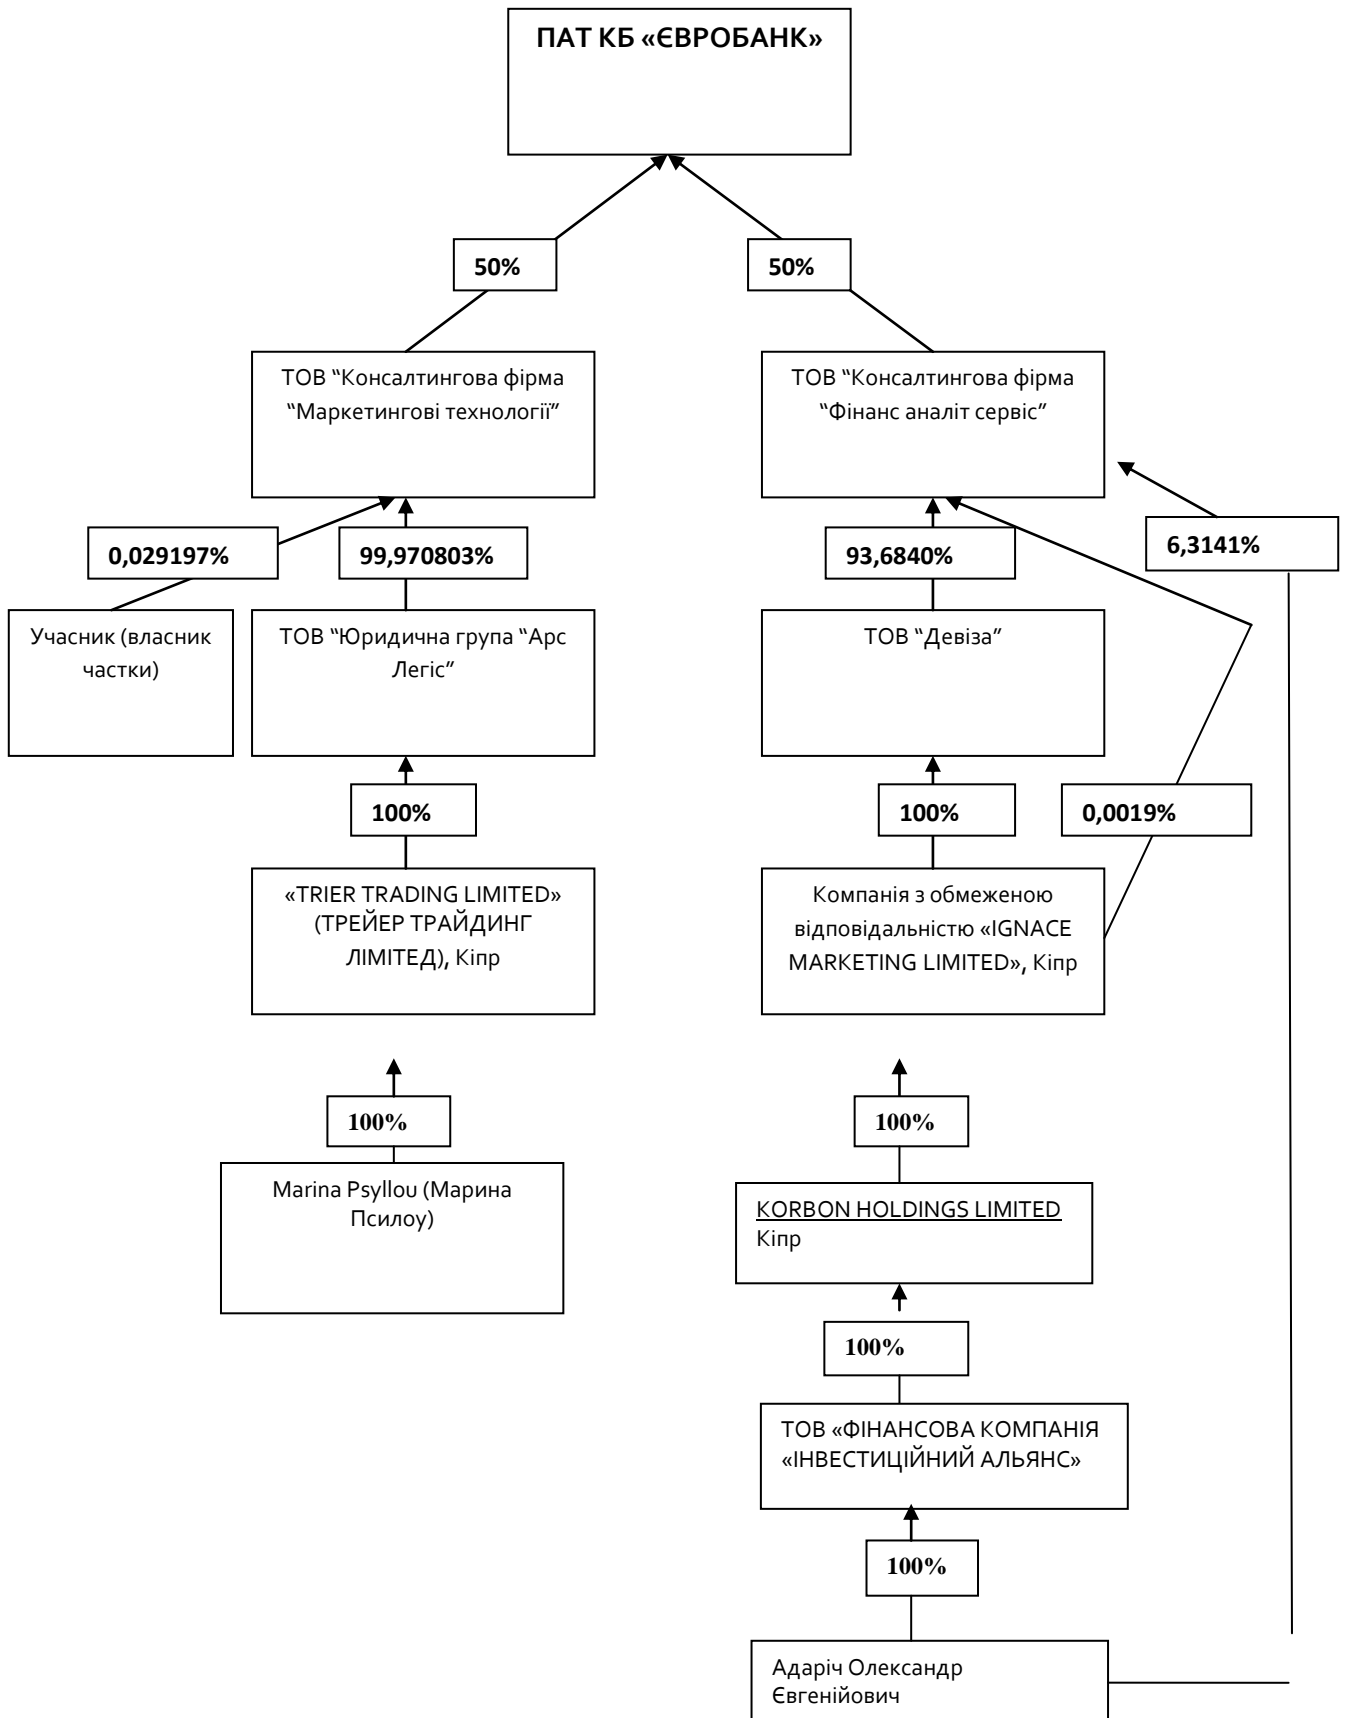 ПАТ КБ «ЄВРОБАНК»
50%
50%
ТОВ “Консалтингова фірма
“Маркетингові технології”
ТОВ “Консалтингова фірма
“Фінанс аналіт сервіс”
0,029197%
99,970803%
93,6840%
6,3141%
Учасник (власник
частки)
ТОВ “Юридична група “Арс
Легіс”
ТОВ “Девіза”
100%
100%
0,0019%
«TRIER TRADING LIMITED»
(ТРЕЙЕР ТРАЙДИНГ
ЛІМІТЕД), Кіпр
Компанія з обмеженою
відповідальністю «IGNACE
MARKETING LIMITED», Кіпр
100%
100%
Marina Psyllou (Марина
Псилоу)
KORBON HOLDINGS LIMITED
Кіпр
100%
ТОВ «ФІНАНСОВА КОМПАНІЯ
«ІНВЕСТИЦІЙНИЙ АЛЬЯНС»
100%
Адаріч Олександр
Євгенійович